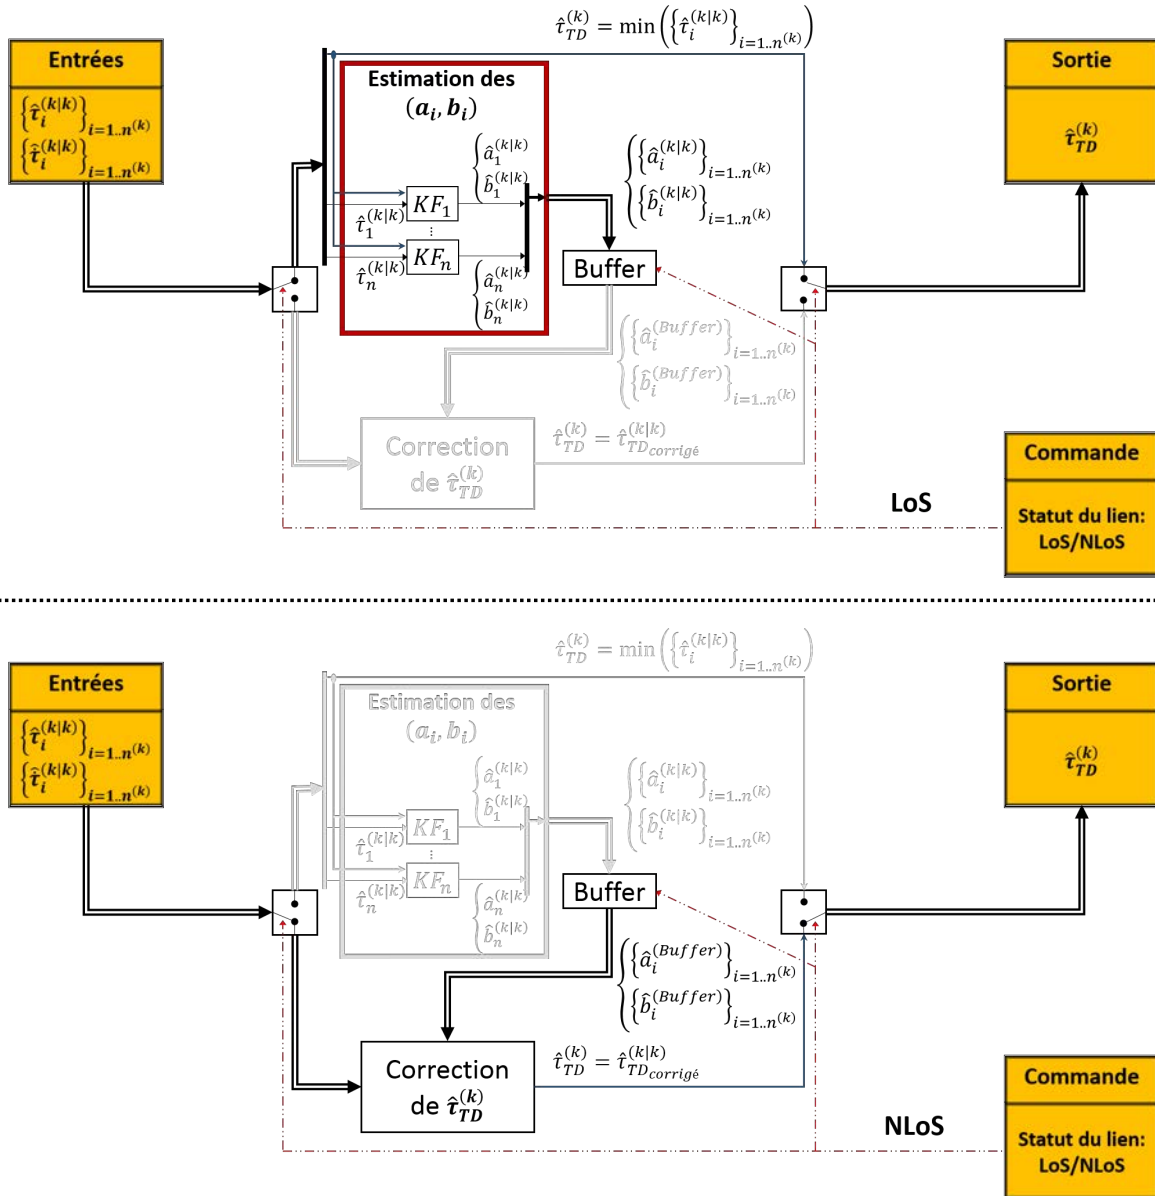 τ̂_TD^(k) = min({τ̂_i^(k|k)}_{i=1..n^(k)})
Entrées
{τ̂_i^(k|k)}_{i=1..n^(k)}
{τ̇̂_i^(k|k)}_{i=1..n^(k)}
Estimation des
(a_i, b_i)
â_1^(k|k)
b̂_1^(k|k)
KF_1
τ̂_1^(k|k)
⋮
KF_n
τ̂_n^(k|k)
â_n^(k|k)
b̂_n^(k|k)
{â_i^(k|k)}_{i=1..n^(k)}
{b̂_i^(k|k)}_{i=1..n^(k)}
Buffer
{â_i^(Buffer)}_{i=1..n^(k)}
{b̂_i^(Buffer)}_{i=1..n^(k)}
Correction
de τ̂_TD^(k)
τ̂_TD^(k) = τ̂_{TD_corrigé}^(k|k)
Sortie
τ̂_TD^(k)
LoS
Commande
Statut du lien:
LoS/NLoS
τ̂_TD^(k) = min({τ̂_i^(k|k)}_{i=1..n^(k)})
Entrées
{τ̂_i^(k|k)}_{i=1..n^(k)}
{τ̇̂_i^(k|k)}_{i=1..n^(k)}
Estimation des
(a_i, b_i)
â_1^(k|k)
b̂_1^(k|k)
KF_1
τ̂_1^(k|k)
⋮
KF_n
τ̂_n^(k|k)
â_n^(k|k)
b̂_n^(k|k)
{â_i^(k|k)}_{i=1..n^(k)}
{b̂_i^(k|k)}_{i=1..n^(k)}
Buffer
{â_i^(Buffer)}_{i=1..n^(k)}
{b̂_i^(Buffer)}_{i=1..n^(k)}
Correction
de τ̂_TD^(k)
τ̂_TD^(k) = τ̂_{TD_corrigé}^(k|k)
Sortie
τ̂_TD^(k)
NLoS
Commande
Statut du lien:
LoS/NLoS